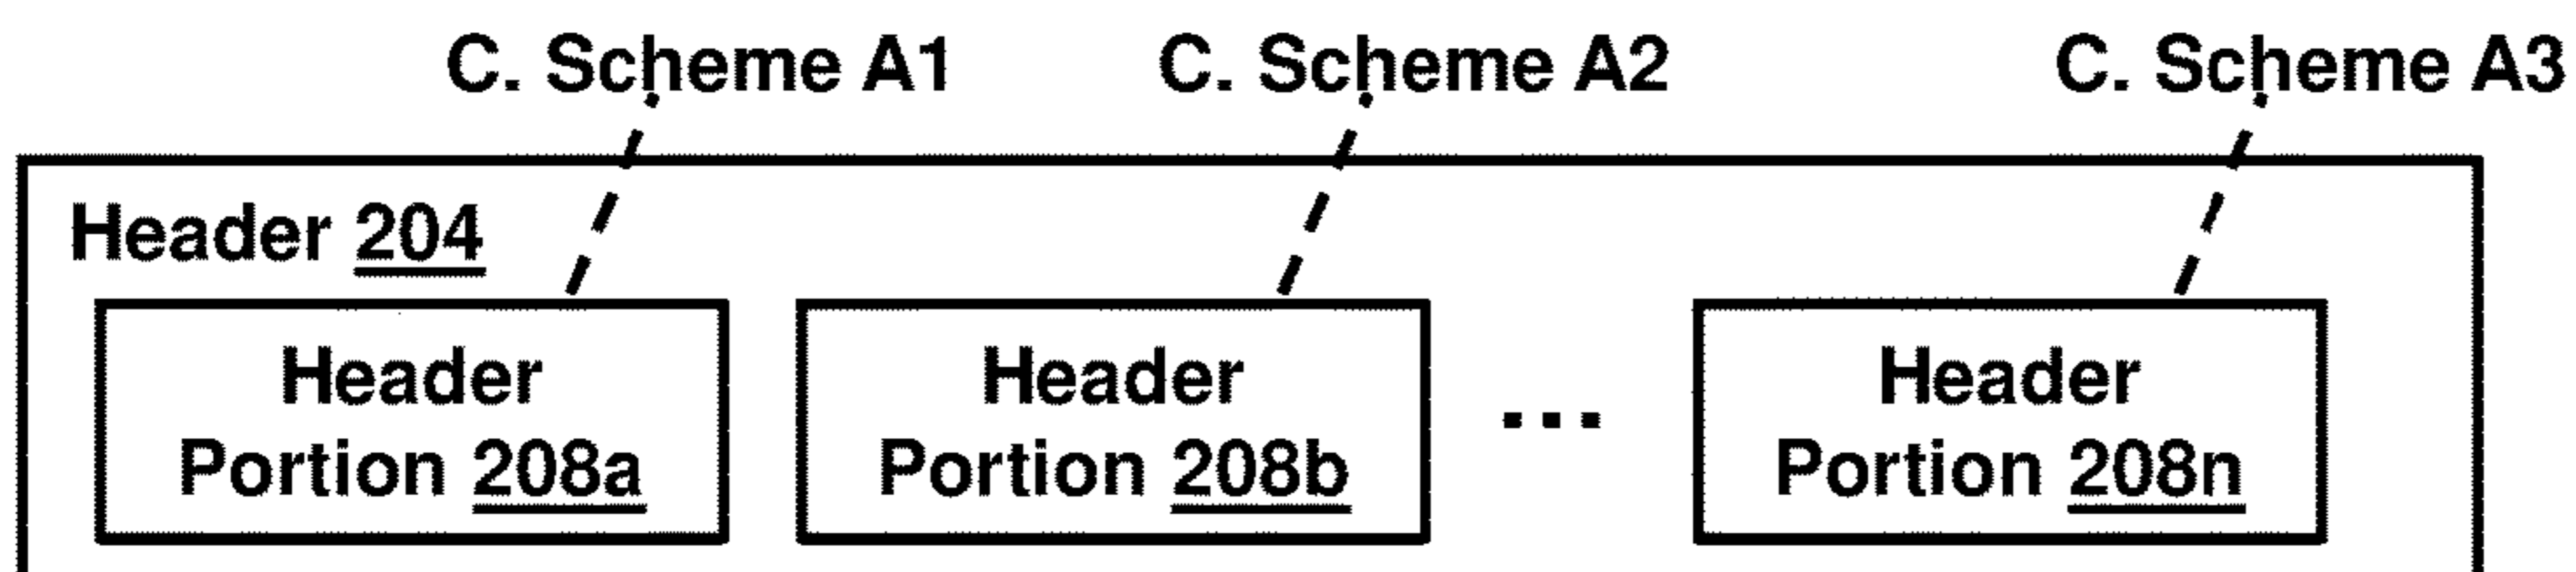 C. Scheme A1 C. Scheme A2 C. Scheme A3
Header 204
Header Header Header
Portion 208a Portion 208b ... Portion 208n